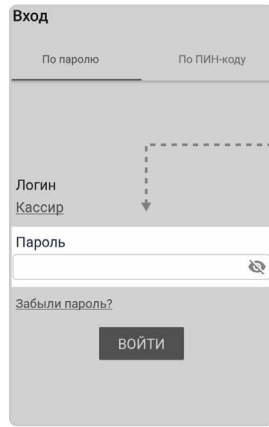 Вход
По паролю
По ПИН-коду
Логин
Кассир
Пароль
Забыли пароль?
ВОЙТИ